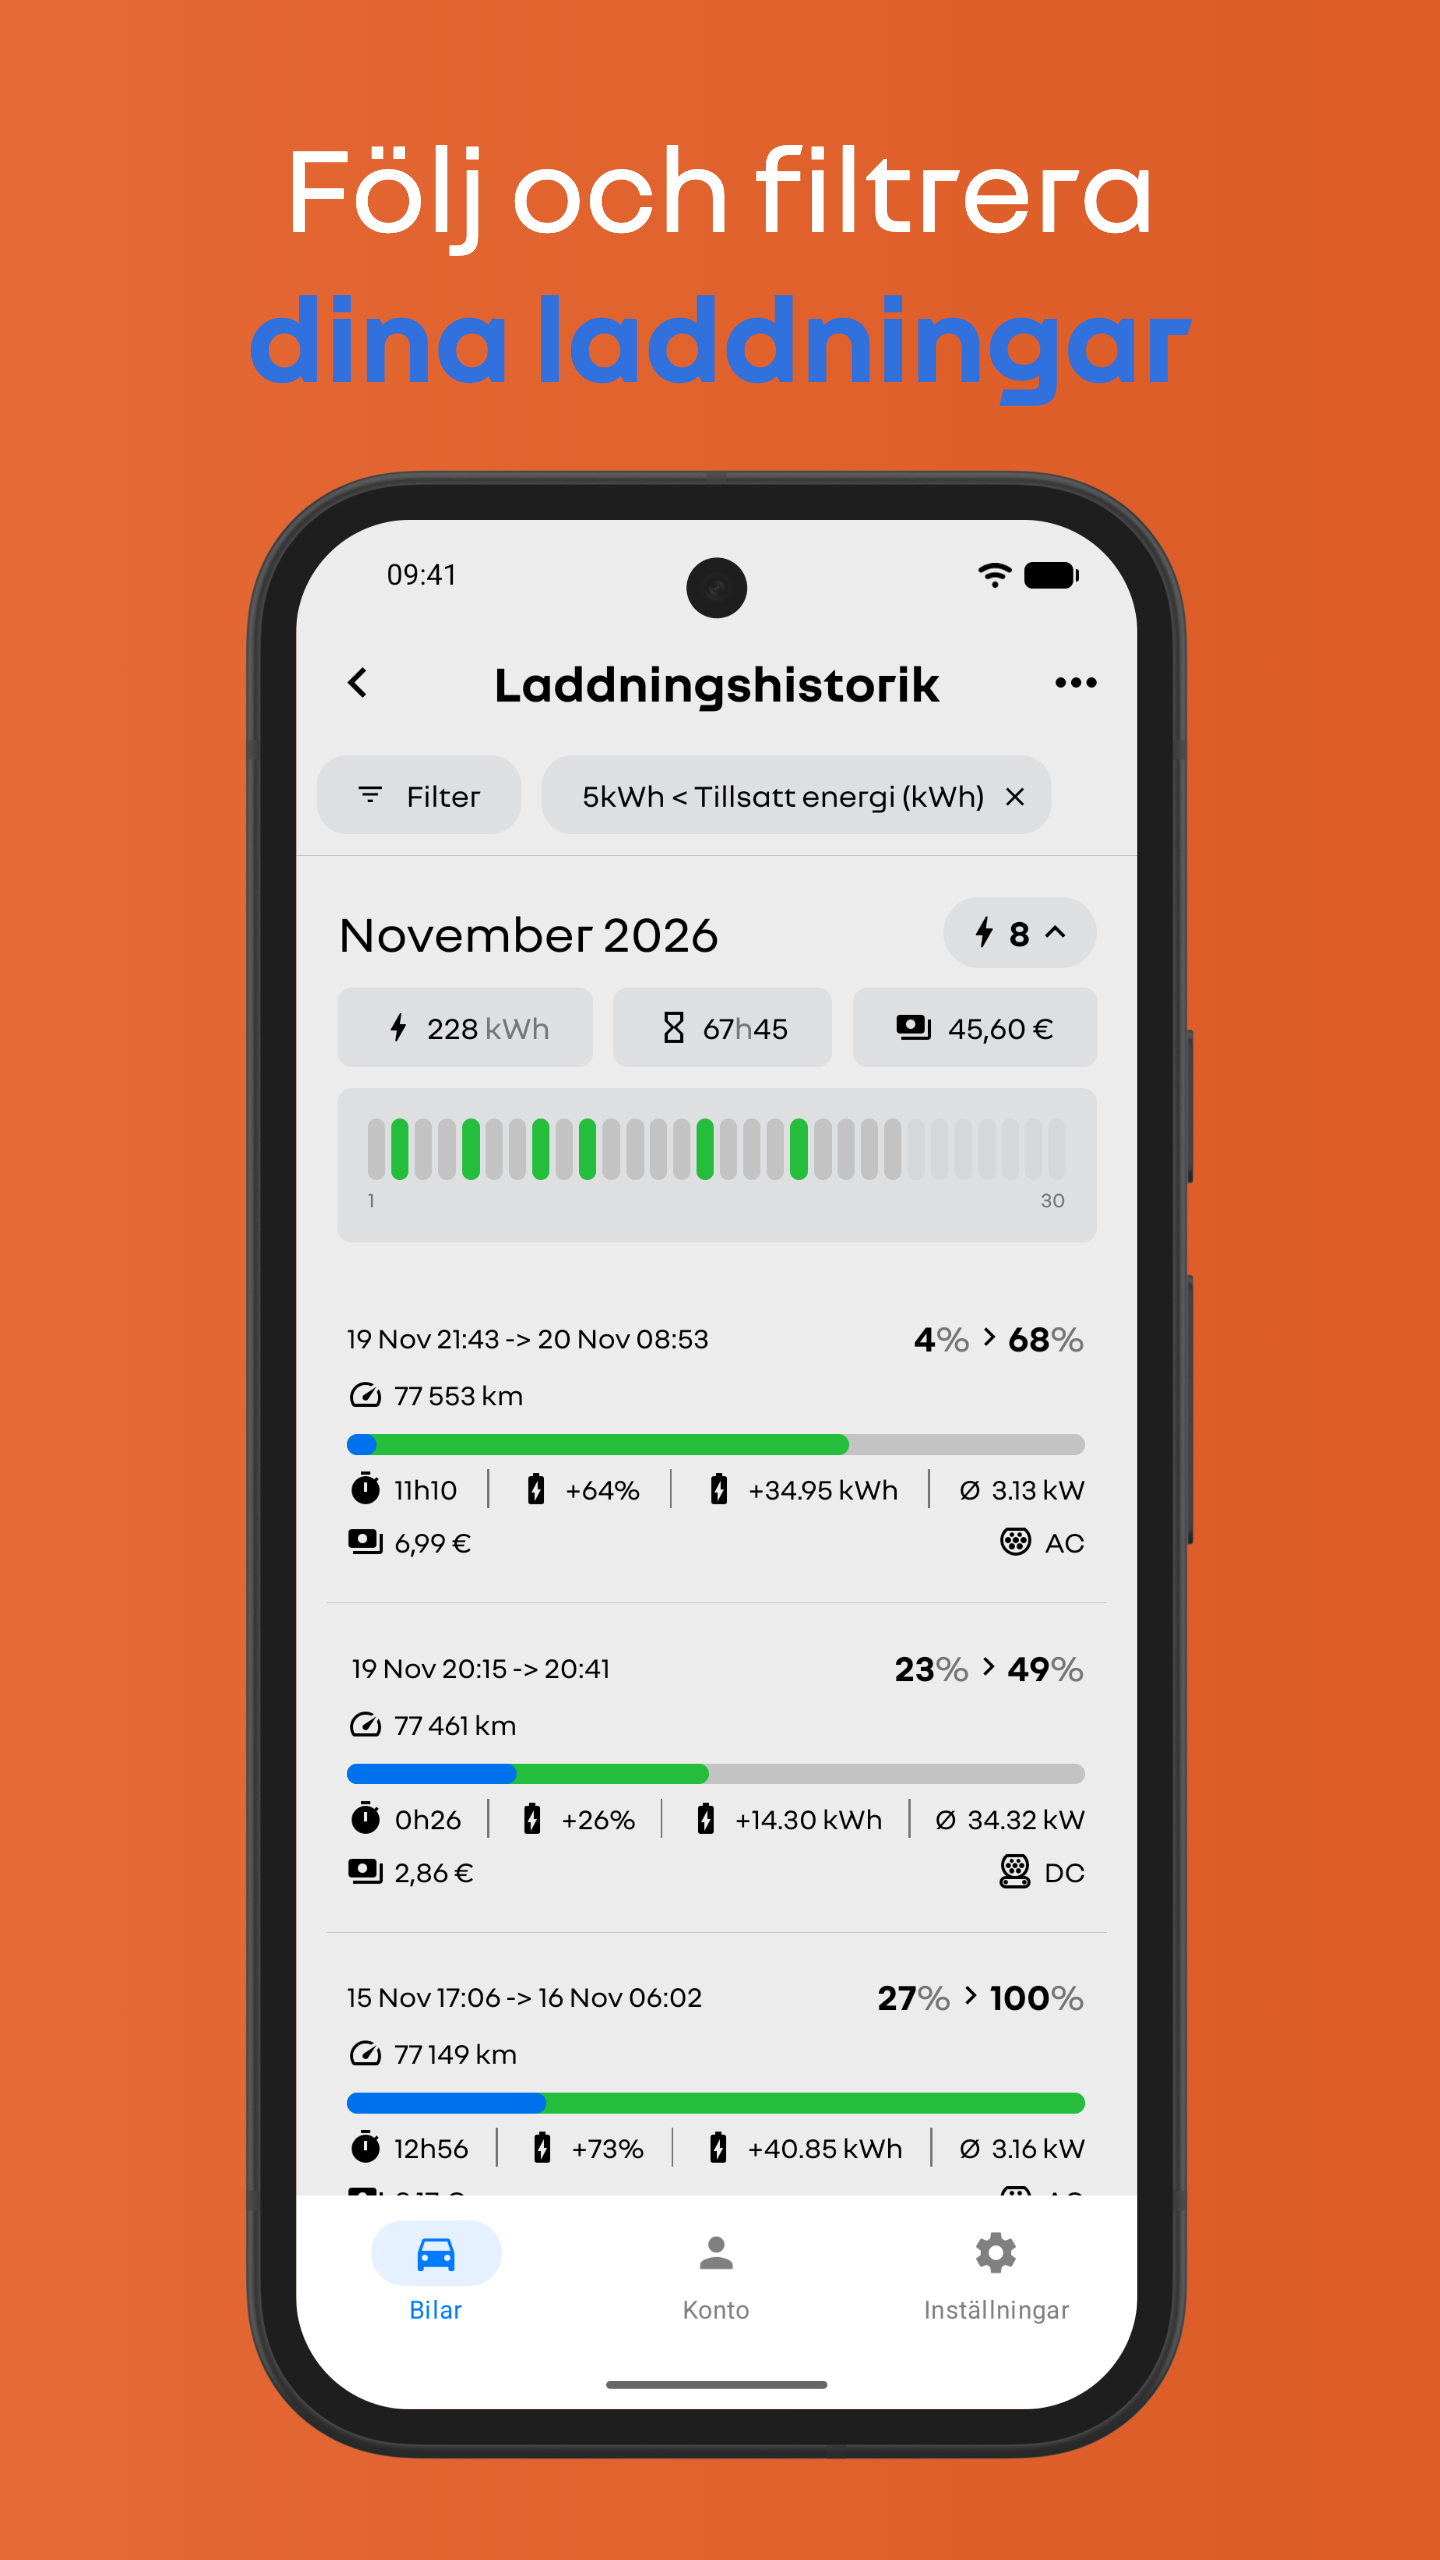 Följ och filtrera
dina laddningar
09:41
Laddningshistorik
Filter
5kWh < Tillsatt energi (kWh)
November 2026
8
228 kWh
67h45
45,60 €
1
30
19 Nov 21:43 -> 20 Nov 08:53
4% > 68%
77 553 km
11h10
+64%
+34.95 kWh
Ø 3.13 kW
6,99 €
AC
19 Nov 20:15 -> 20:41
23% > 49%
77 461 km
0h26
+26%
+14.30 kWh
Ø 34.32 kW
2,86 €
DC
15 Nov 17:06 -> 16 Nov 06:02
27% > 100%
77 149 km
12h56
+73%
+40.85 kWh
Ø 3.16 kW
Bilar
Konto
Inställningar